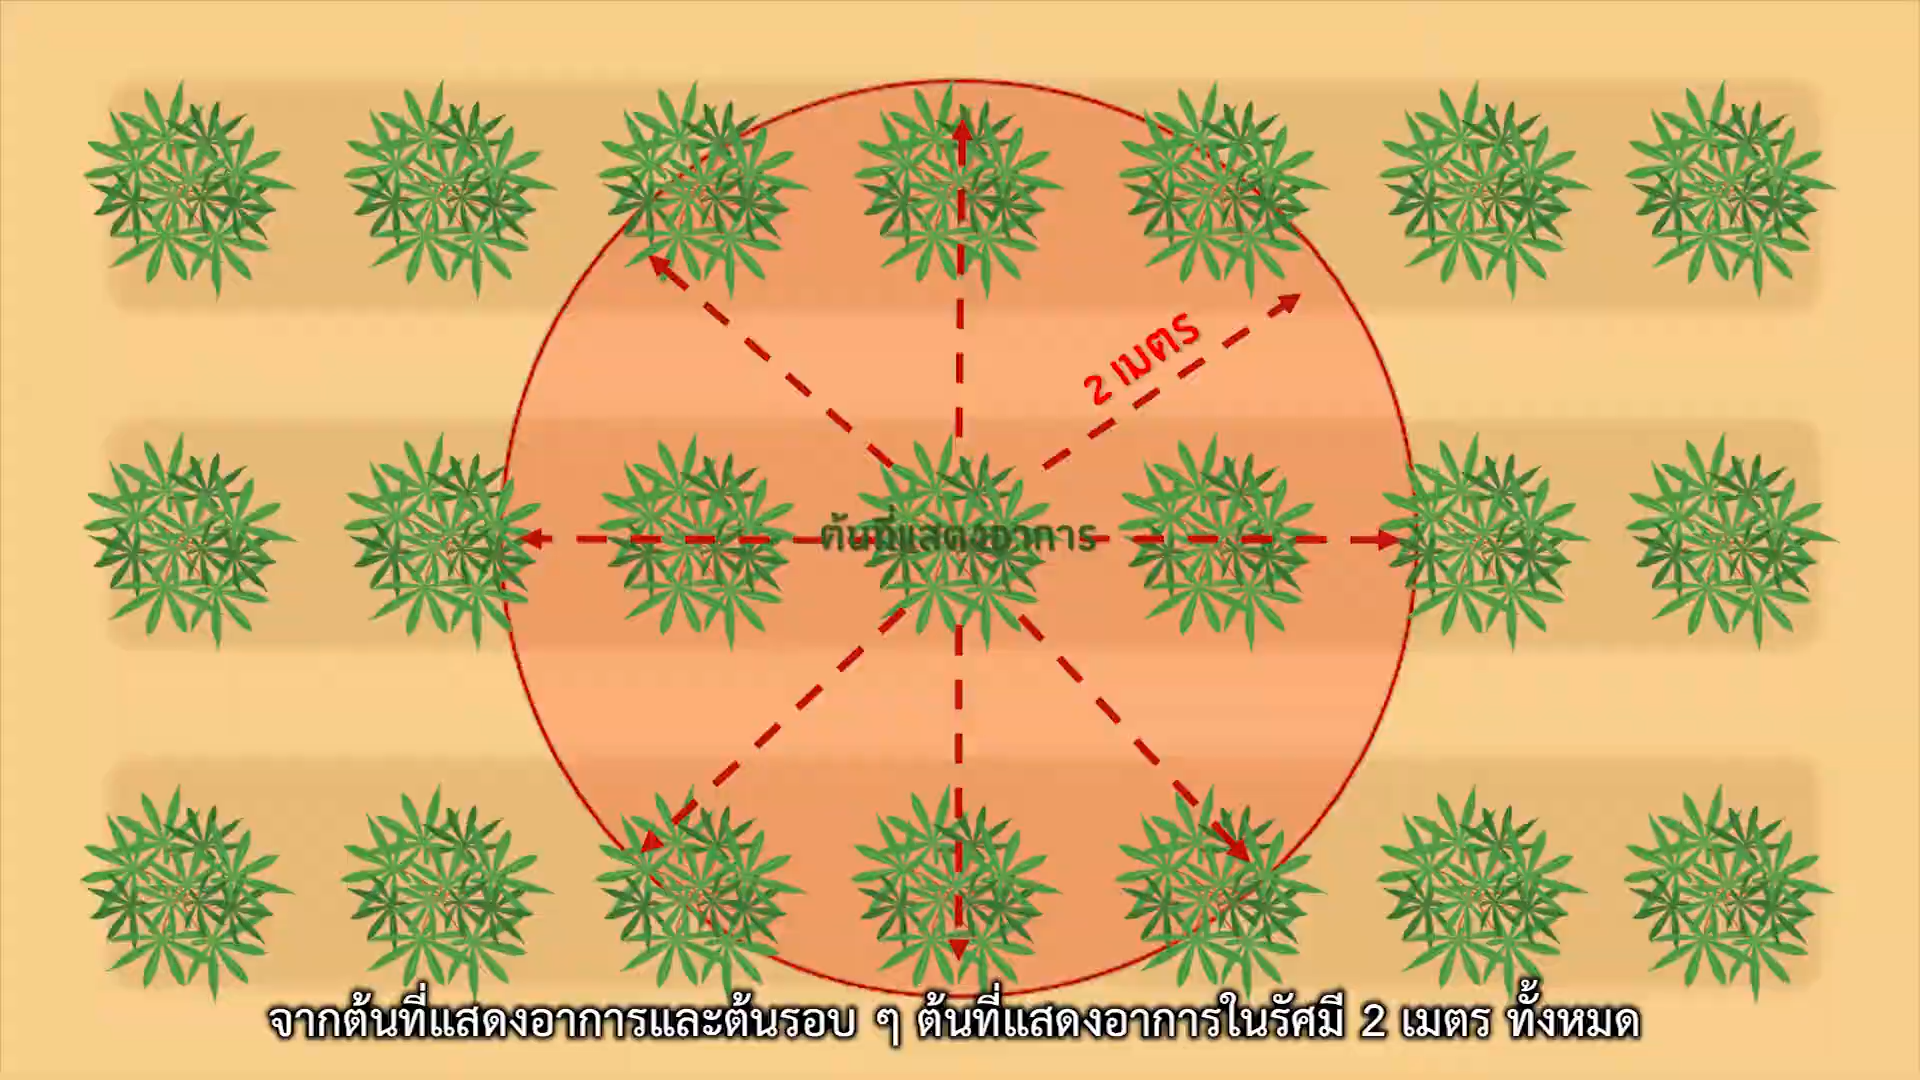 2 เมตร
ต้นที่แสดงอาการ
จากต้นที่แสดงอาการและต้นรอบ ๆ ต้นที่แสดงอาการในรัศมี 2 เมตร ทั้งหมด